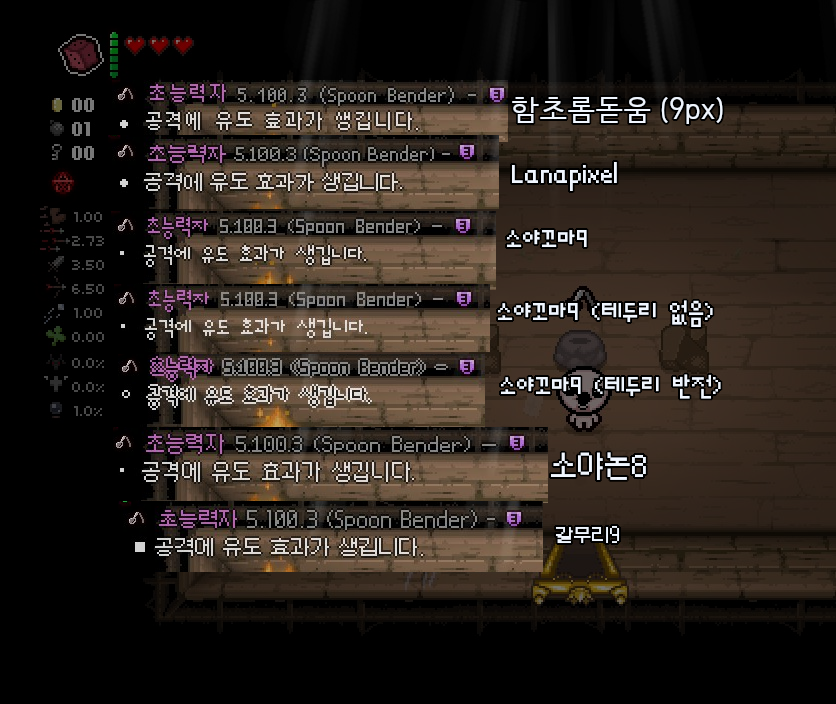 초능력자 5.100.3 (Spoon Bender) - 3
• 공격에 유도 효과가 생깁니다.
함초롬돋움 (9px)
00
01
초능력자 5.100.3 (Spoon Bender) - 3
• 공격에 유도 효과가 생깁니다.
Lanapixel
00
1.00
초능력자 5.100.3 (Spoon Bender) - 3
• 공격에 유도 효과가 생깁니다.
소야꼬마9
-2.73
3.50
6.50
초능력자 5.100.3 (Spoon Bender) - 3
• 공격에 유도 효과가 생깁니다.
소야꼬마9 (테두리 없음)
1.00
0.00
0.0%
초능력자 5.100.3 (Spoon Bender) - 3
공격에 유도 효과가 생깁니다.
소야꼬마9 (테두리 반전)
0.0%
1.0%
초능력자 5.100.3 (Spoon Bender) - 3
• 공격에 유도 효과가 생깁니다.
소야논8
초능력자 5.100.3 (Spoon Bender) - 3
■ 공격에 유도 효과가 생깁니다.
갈무리9